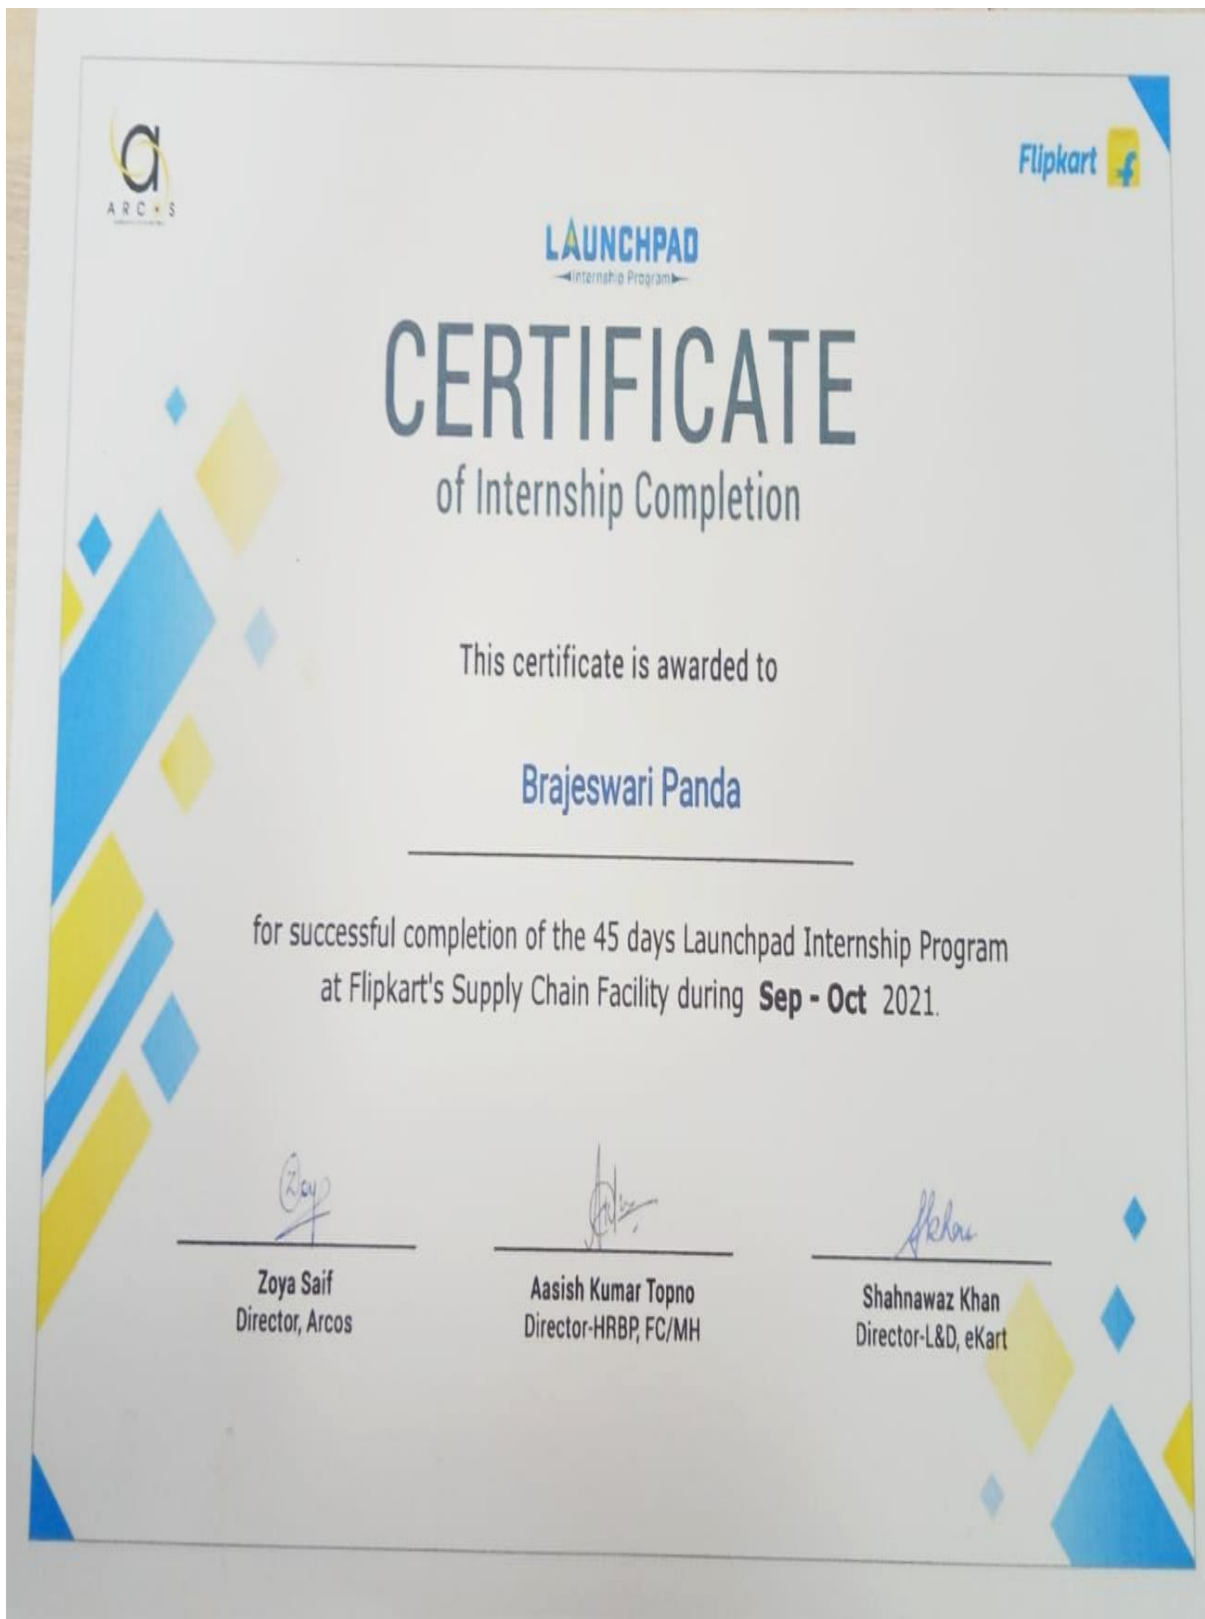 ARCOS
Flipkart
LAUNCHPAD
Internship Program
CERTIFICATE
of Internship Completion
This certificate is awarded to
Brajeswari Panda
for successful completion of the 45 days Launchpad Internship Program
at Flipkart's Supply Chain Facility during Sep - Oct 2021.
Zoya Saif
Director, Arcos
Aasish Kumar Topno
Director-HRBP, FC/MH
Shahnawaz Khan
Director-L&D, eKart